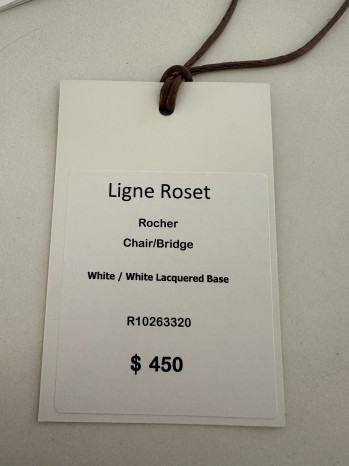 Ligne Roset
Rocher
Chair/Bridge
White / White Lacquered Base
R10263320
$ 450